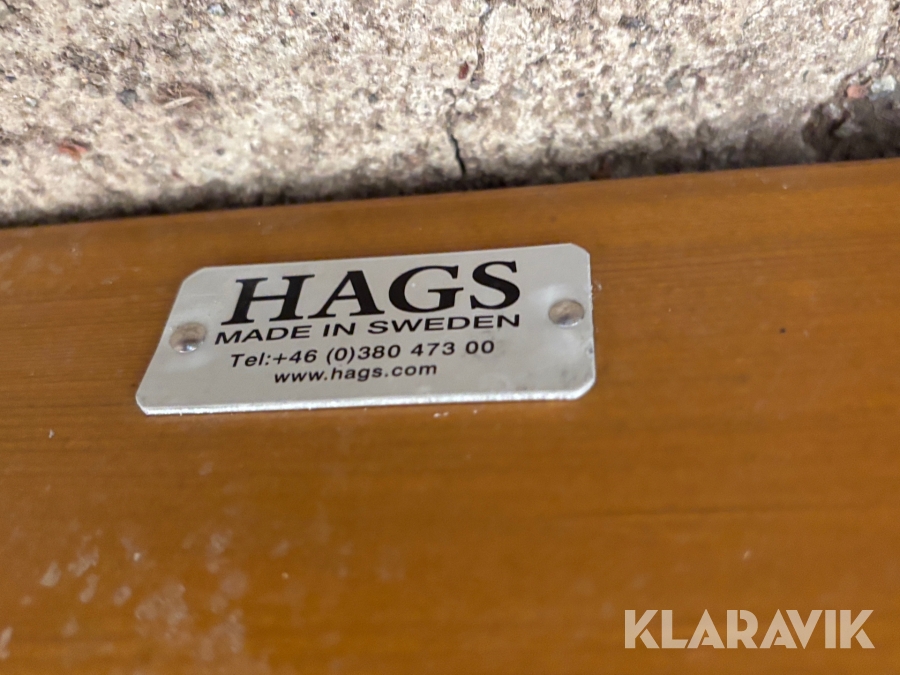 HAGS
MADE IN SWEDEN
Tel:+46 (0)380 473 00
www.hags.com
KLARAVIK